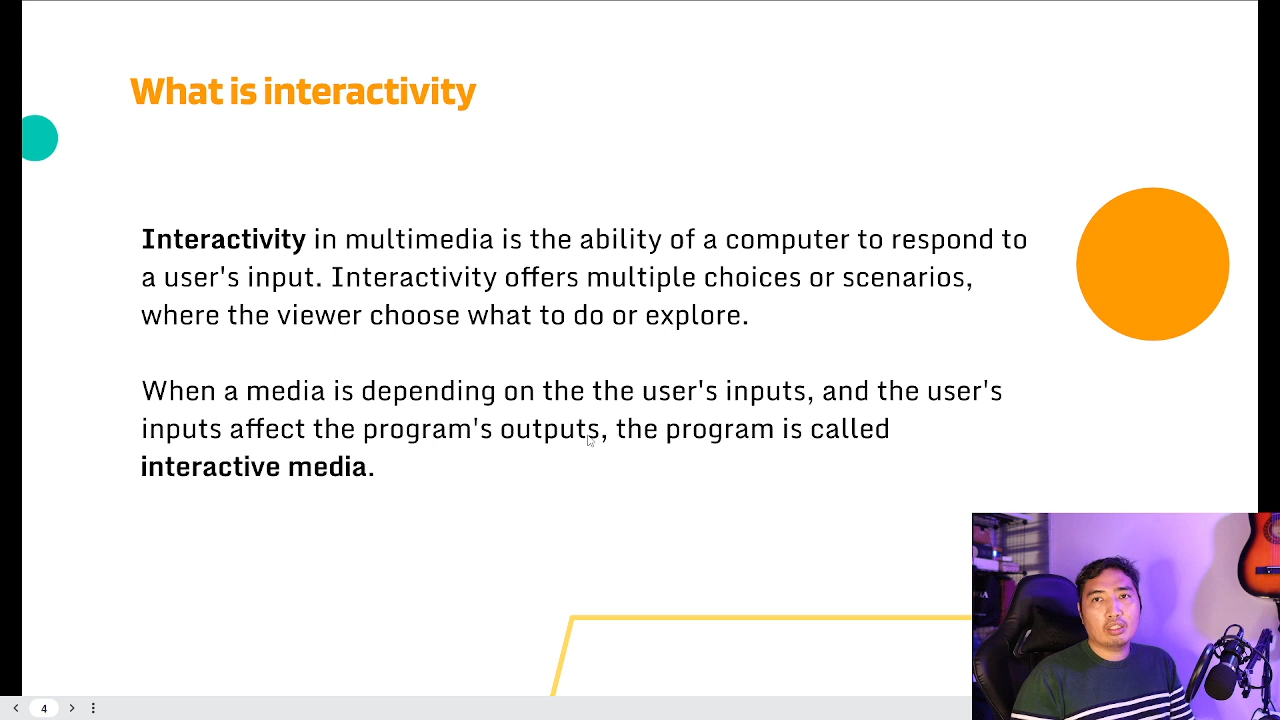 What is interactivity
Interactivity in multimedia is the ability of a computer to respond to
a user's input. Interactivity offers multiple choices or scenarios,
where the viewer choose what to do or explore.
When a media is depending on the the user's inputs, and the user's
inputs affect the program's outputs, the program is called
interactive media.
4